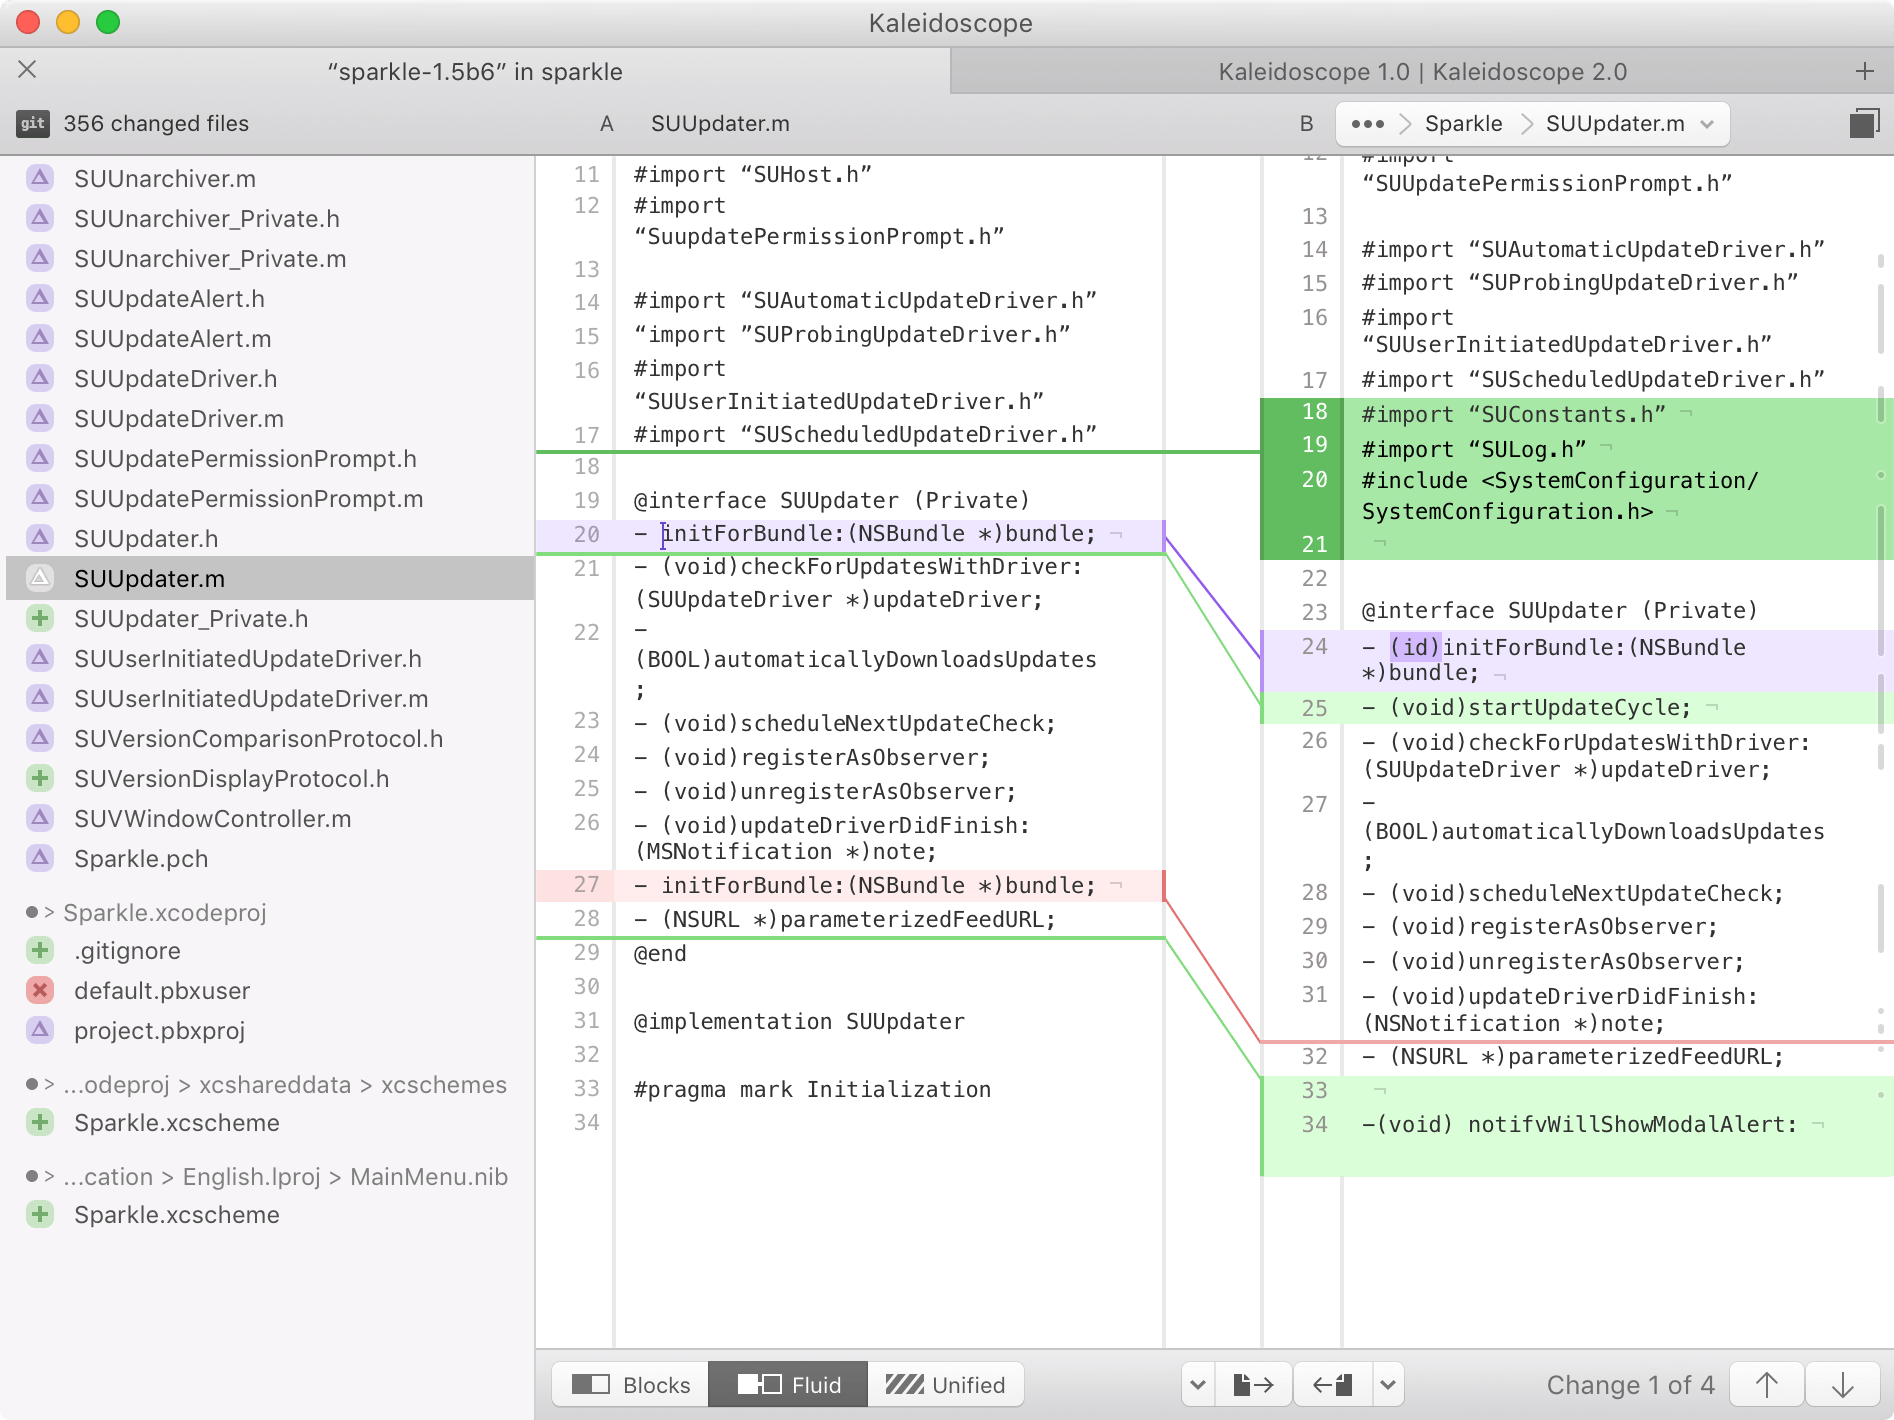 Kaleidoscope
“sparkle-1.5b6” in sparkle
Kaleidoscope 1.0 | Kaleidoscope 2.0
git 356 changed files
A SUUpdater.m
B ••• Sparkle SUUpdater.m
SUUnarchiver.m
SUUnarchiver_Private.h
SUUnarchiver_Private.m
SUUpdateAlert.h
SUUpdateAlert.m
SUUpdateDriver.h
SUUpdateDriver.m
SUUpdatePermissionPrompt.h
SUUpdatePermissionPrompt.m
SUUpdater.h
SUUpdater.m
SUUpdater_Private.h
SUUserInitiatedUpdateDriver.h
SUUserInitiatedUpdateDriver.m
SUVersionComparisonProtocol.h
SUVersionDisplayProtocol.h
SUVWindowController.m
Sparkle.pch
> Sparkle.xcodeproj
.gitignore
default.pbxuser
project.pbxproj
> ...odeproj > xcshareddata > xcschemes
Sparkle.xcscheme
> ...cation > English.lproj > MainMenu.nib
Sparkle.xcscheme
11 #import “SUHost.h”
12 #import
“SuupdatePermissionPrompt.h”
13
14 #import “SUAutomaticUpdateDriver.h”
15 “import ”SUProbingUpdateDriver.h”
16 #import
“SUUserInitiatedUpdateDriver.h”
17 #import “SUScheduledUpdateDriver.h”
18
19 @interface SUUpdater (Private)
20 – initForBundle:(NSBundle *)bundle; ¬
21 – (void)checkForUpdatesWithDriver:
(SUUpdateDriver *)updateDriver;
22 –
(BOOL)automaticallyDownloadsUpdates
;
23 – (void)scheduleNextUpdateCheck;
24 – (void)registerAsObserver;
25 – (void)unregisterAsObserver;
26 – (void)updateDriverDidFinish:
(MSNotification *)note;
27 – initForBundle:(NSBundle *)bundle; ¬
28 – (NSURL *)parameterizedFeedURL;
29 @end
30
31 @implementation SUUpdater
32
33 #pragma mark Initialization
34
12 #import
“SUUpdatePermissionPrompt.h”
13
14 #import “SUAutomaticUpdateDriver.h”
15 #import “SUProbingUpdateDriver.h”
16 #import
“SUUserInitiatedUpdateDriver.h”
17 #import “SUScheduledUpdateDriver.h”
18 #import “SUConstants.h” ¬
19 #import “SULog.h” ¬
20 #include <SystemConfiguration/
SystemConfiguration.h> ¬
21 ¬
22
23 @interface SUUpdater (Private)
24 – (id)initForBundle:(NSBundle
*)bundle; ¬
25 – (void)startUpdateCycle; ¬
26 – (void)checkForUpdatesWithDriver:
(SUUpdateDriver *)updateDriver;
27 –
(BOOL)automaticallyDownloadsUpdates
;
28 – (void)scheduleNextUpdateCheck;
29 – (void)registerAsObserver;
30 – (void)unregisterAsObserver;
31 – (void)updateDriverDidFinish:
(NSNotification *)note;
32 – (NSURL *)parameterizedFeedURL;
33 ¬
34 –(void) notifvWillShowModalAlert: ¬
Blocks
Fluid
Unified
Change 1 of 4